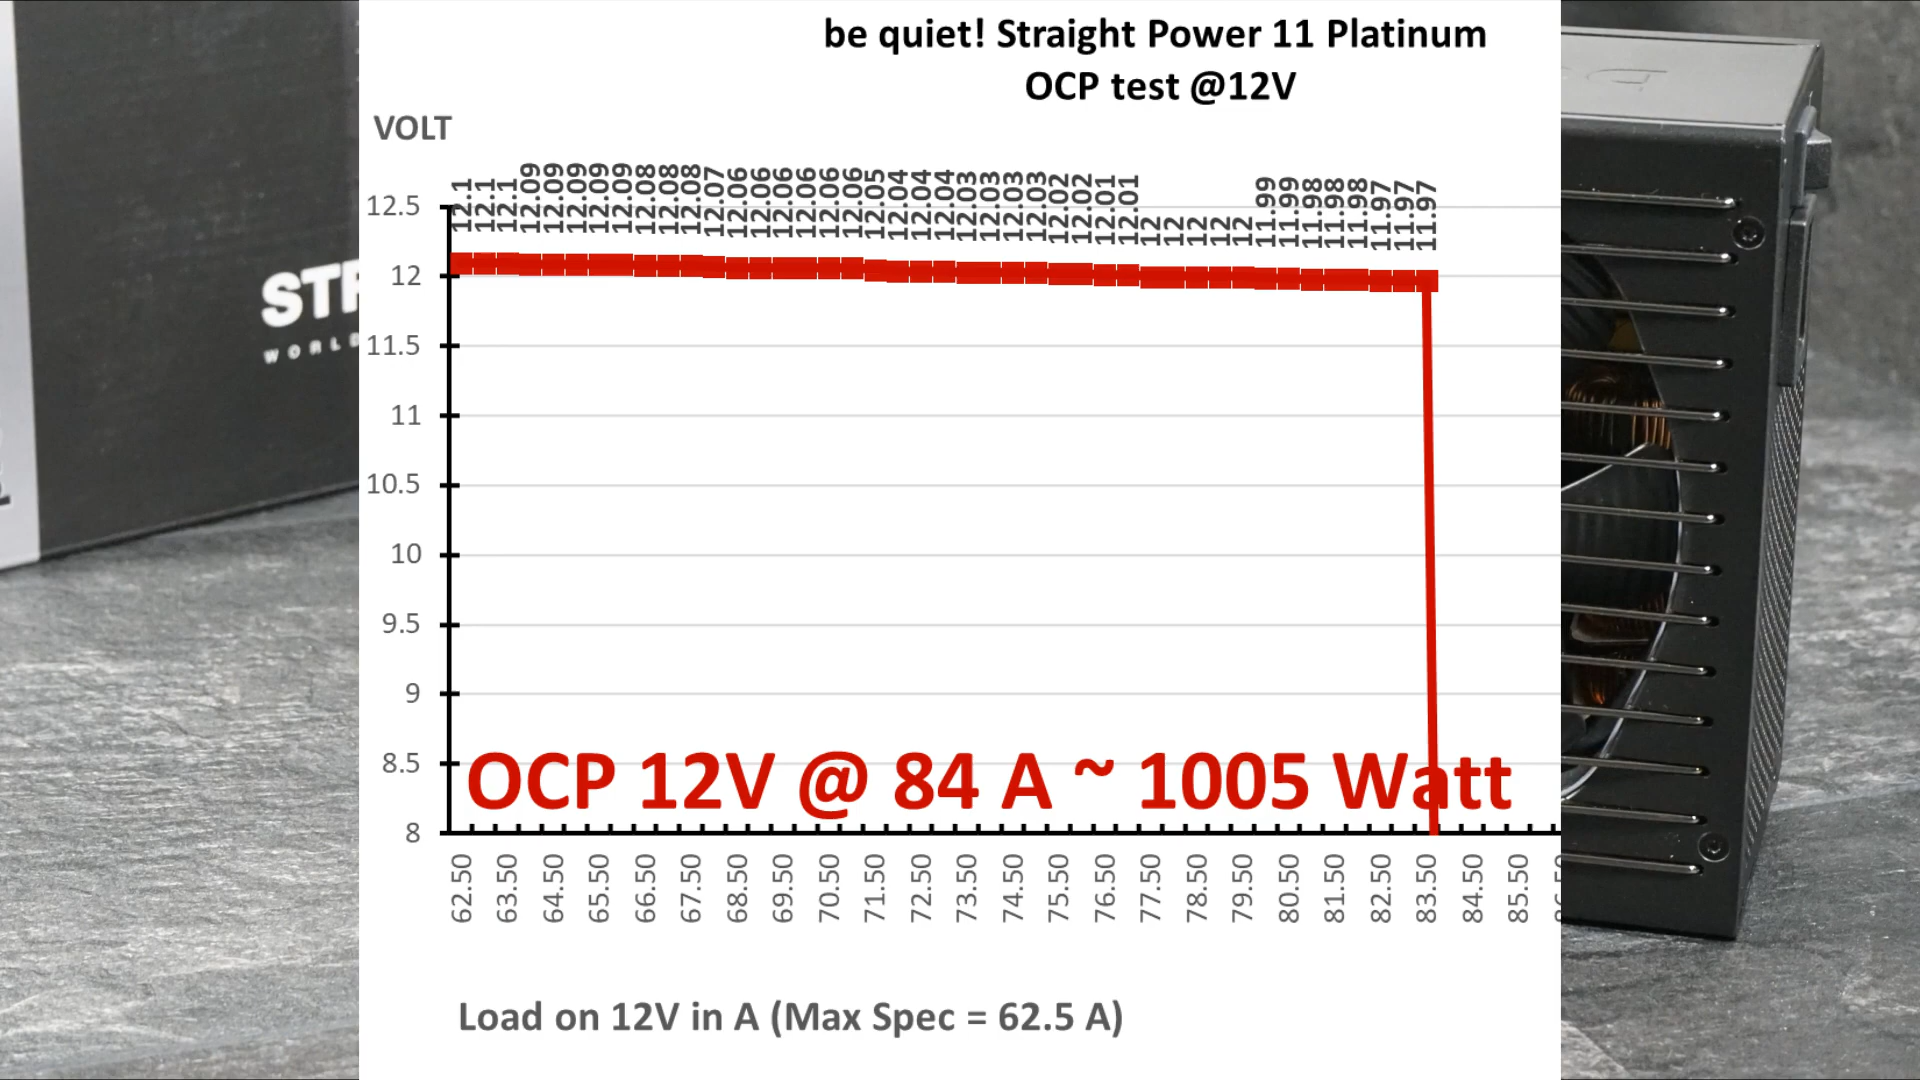 be quiet! Straight Power 11 Platinum
OCP test @12V
VOLT
12.1 12.1 12.1 12.09 12.09 12.09 12.09 12.09 12.08 12.08 12.08 12.07 12.06 12.06 12.06 12.06 12.06 12.06 12.05 12.04 12.04 12.04 12.03 12.03 12.03 12.03 12.02 12.02 12.01 12.01 12 12 12 12 12 11.99 11.99 11.98 11.98 11.98 11.97 11.97 11.97
12.5
12
11.5
11
10.5
10
9.5
9
8.5
8
OCP 12V @ 84 A ~ 1005 Watt
62.50 63.50 64.50 65.50 66.50 67.50 68.50 69.50 70.50 71.50 72.50 73.50 74.50 75.50 76.50 77.50 78.50 79.50 80.50 81.50 82.50 83.50 84.50 85.50
Load on 12V in A (Max Spec = 62.5 A)
STR
WORLD